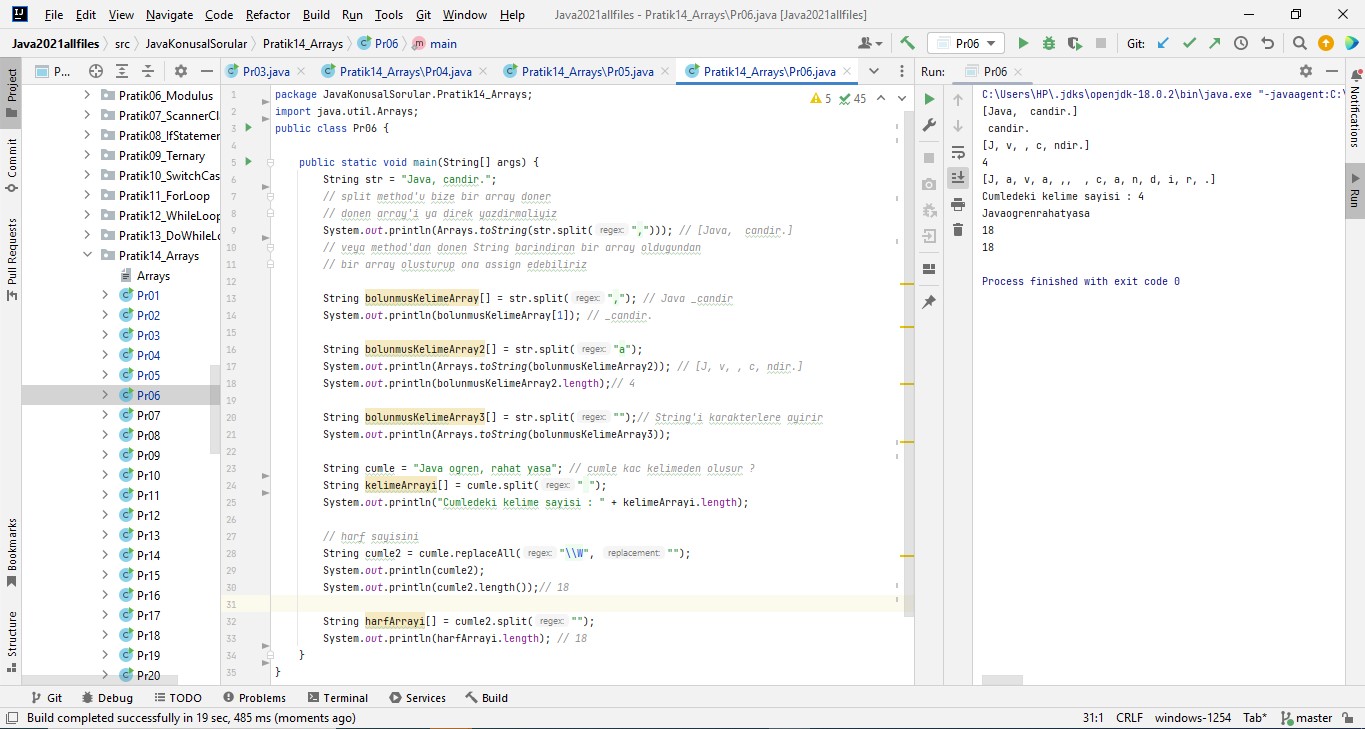 File Edit View Navigate Code Refactor Build Run Tools Git Window Help Java2021allfiles - Pratik14_Arrays\Pr06.java [Java2021allfiles]
Java2021allfiles src JavaKonusalSorular Pratik14_Arrays Pr06 main Pr06 Git:
Project
Commit
Pull Requests
Bookmarks
Structure
P...
Pratik06_Modulus
Pratik07_ScannerCl
Pratik08_IfStatemer
Pratik09_Ternary
Pratik10_SwitchCas
Pratik11_ForLoop
Pratik12_WhileLoop
Pratik13_DoWhileLo
Pratik14_Arrays
Arrays
Pr01
Pr02
Pr03
Pr04
Pr05
Pr06
Pr07
Pr08
Pr09
Pr10
Pr11
Pr12
Pr13
Pr14
Pr15
Pr16
Pr17
Pr18
Pr19
Pr20
Pr03.java Pratik14_Arrays\Pr04.java Pratik14_Arrays\Pr05.java Pratik14_Arrays\Pr06.java
5 45
1 package JavaKonusalSorular.Pratik14_Arrays;
2 import java.util.Arrays;
3 public class Pr06 {
4
5 public static void main(String[] args) {
6 String str = "Java, candir.";
7 // split method'u bize bir array doner
8 // donen array'i ya direk yazdirmaliyiz
9 System.out.println(Arrays.toString(str.split( regex: ","))); // [Java,  candir.]
10 // veya method'dan donen String barindiran bir array oldugundan
11 // bir array olusturup ona assign edebiliriz
12
13 String bolunmusKelimeArray[] = str.split( regex: ","); // Java _candir
14 System.out.println(bolunmusKelimeArray[1]); // _candir.
15
16 String bolunmusKelimeArray2[] = str.split( regex: "a");
17 System.out.println(Arrays.toString(bolunmusKelimeArray2)); // [J, v, , c, ndir.]
18 System.out.println(bolunmusKelimeArray2.length);// 4
19
20 String bolunmusKelimeArray3[] = str.split( regex: "");// String'i karakterlere ayirir
21 System.out.println(Arrays.toString(bolunmusKelimeArray3));
22
23 String cumle = "Java ogren, rahat yasa"; // cumle kac kelimeden olusur ?
24 String kelimeArrayi[] = cumle.split( regex: " ");
25 System.out.println("Cumledeki kelime sayisi : " + kelimeArrayi.length);
26
27 // harf sayisini
28 String cumle2 = cumle.replaceAll( regex: "\\W", replacement: "");
29 System.out.println(cumle2);
30 System.out.println(cumle2.length());// 18
31
32 String harfArrayi[] = cumle2.split( regex: "");
33 System.out.println(harfArrayi.length); // 18
34 }
35 }
Run: Pr06
C:\Users\HP\.jdks\openjdk-18.0.2\bin\java.exe "-javaagent:C:\
[Java,  candir.]
 candir.
[J, v, , c, ndir.]
4
[J, a, v, a, ,,  , c, a, n, d, i, r, .]
Cumledeki kelime sayisi : 4
Javaogrenrahatyasa
18
18
Process finished with exit code 0
Notifications
Run
Git Debug TODO Problems Terminal Services Build
Build completed successfully in 19 sec, 485 ms (moments ago) 31:1 CRLF windows-1254 Tab* master